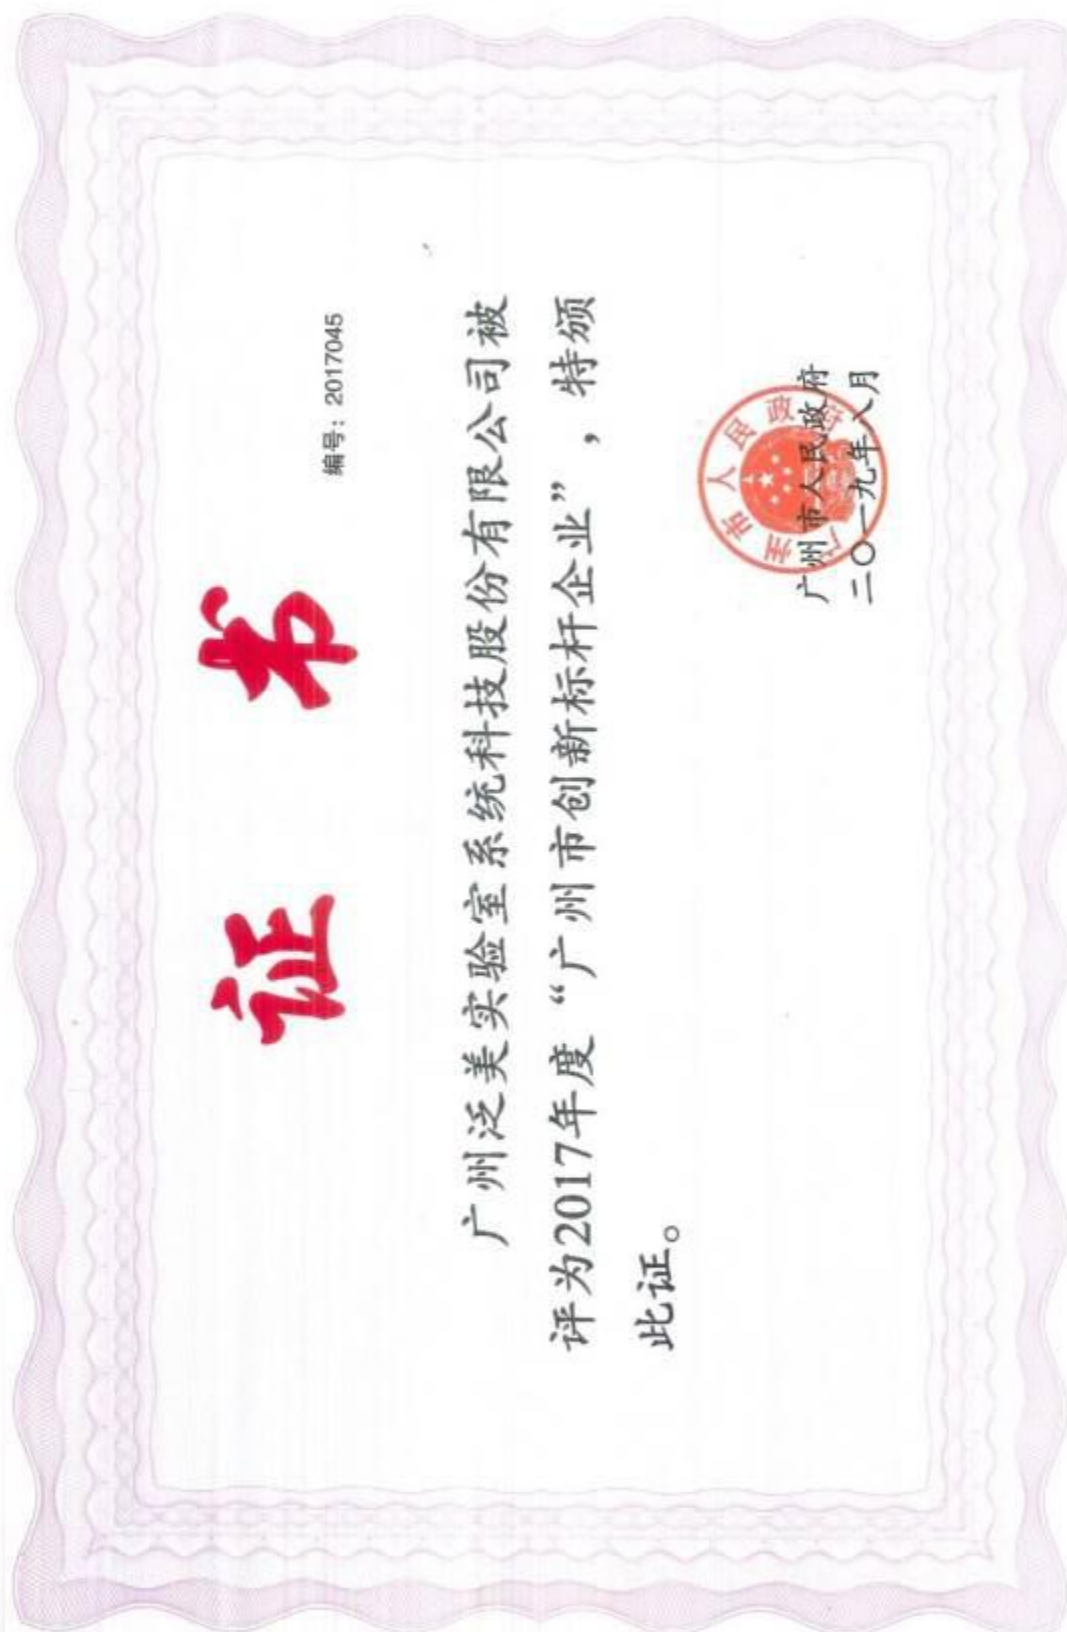 证 书
编号：2017045
广州泛美实验室系统科技股份有限公司被
评为2017年度“广州市创新标杆企业”，特颁
此证。
广州市人民政府
广州市人民政府
二〇一九年八月